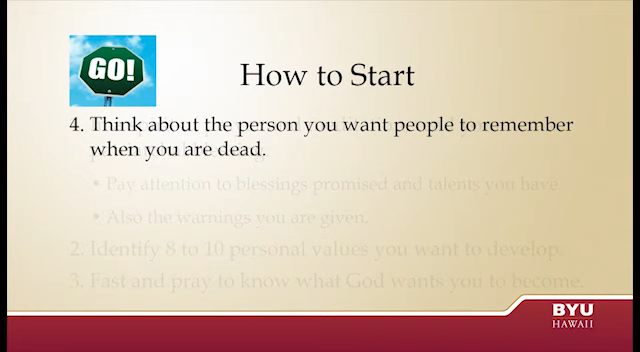 GO!
How to Start
4. Think about the person you want people to remember
when you are dead.
• Pay attention to blessings promised and talents you have
• Also the warnings you are given.
2. Identify 8 to 10 personal values you want to develop.
3. Fast and pray to know what God wants you to become.
BYU
HAWAII